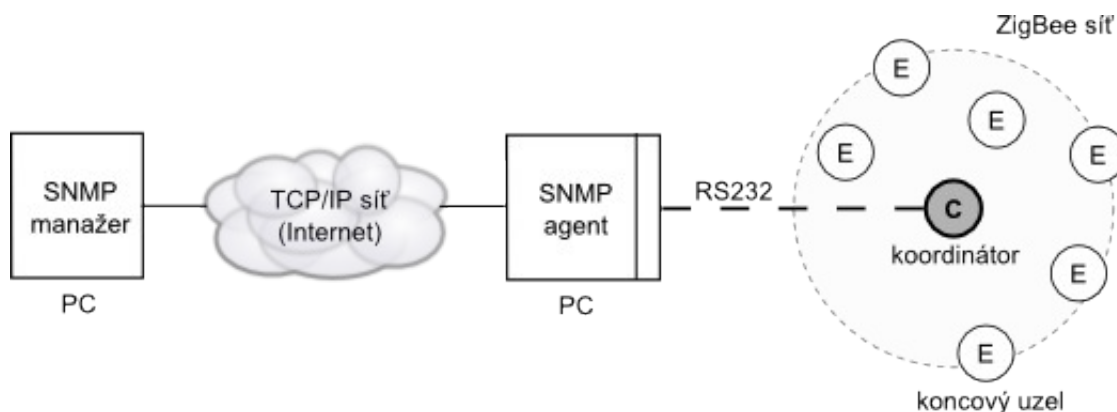 ZigBee síť
E
E
E
E
SNMP
manažer
TCP/IP síť
(Internet)
SNMP
agent
RS232
C
koordinátor
E
PC
PC
E
koncový uzel